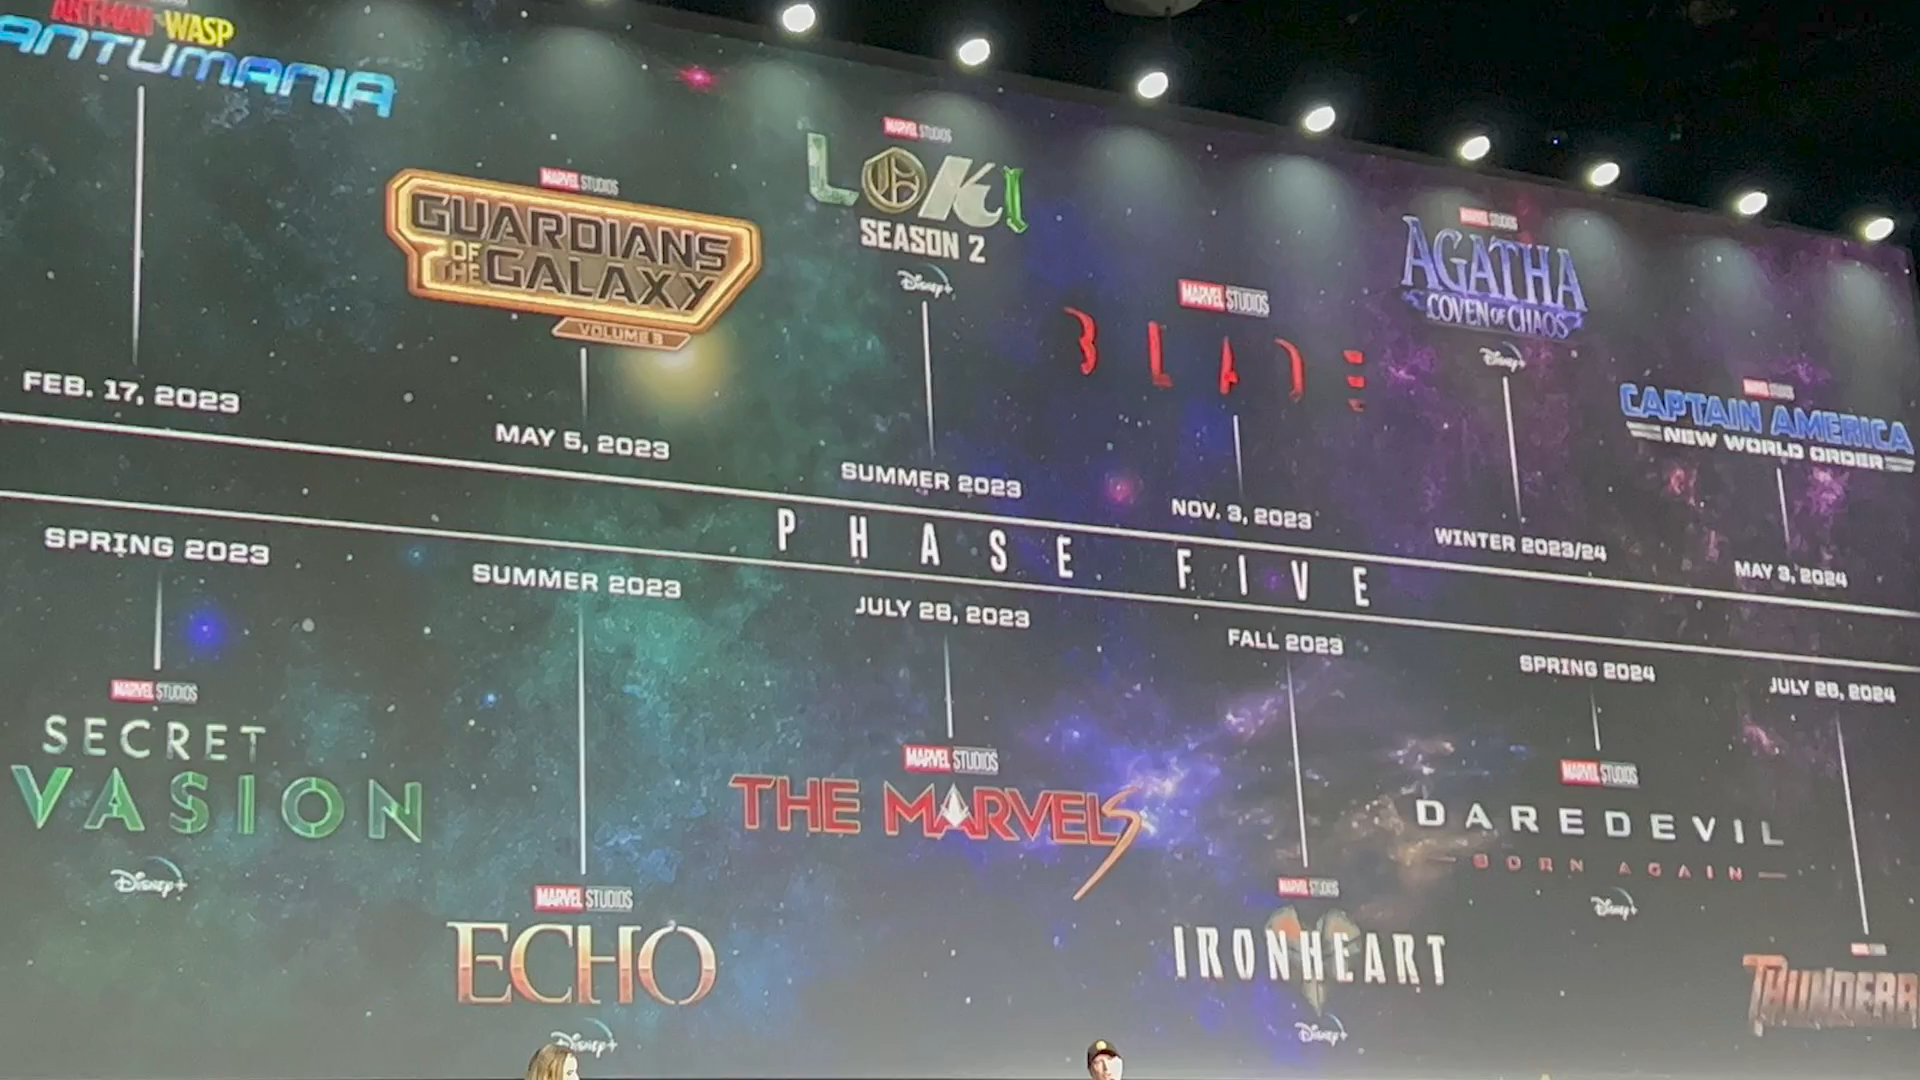 ANT-MAN WASP
ANTUMANIA
FEB. 17, 2023
MARVEL STUDIOS
GUARDIANS
OF THE GALAXY
VOLUME 3
MAY 5, 2023
MARVEL STUDIOS
LOKI
SEASON 2
Disney+
SUMMER 2023
MARVEL STUDIOS
BLADE
NOV. 3, 2023
MARVEL STUDIOS
AGATHA
COVEN OF CHAOS
Disney+
WINTER 2023/24
MARVEL STUDIOS
CAPTAIN AMERICA
NEW WORLD ORDER
MAY 3, 2024
PHASE FIVE
SPRING 2023
MARVEL STUDIOS
SECRET
VASION
Disney+
SUMMER 2023
MARVEL STUDIOS
ECHO
Disney+
JULY 28, 2023
MARVEL STUDIOS
THE MARVELS
FALL 2023
MARVEL STUDIOS
IRONHEART
Disney+
SPRING 2024
MARVEL STUDIOS
DAREDEVIL
BORN AGAIN
Disney+
JULY 26, 2024
THUNDERB